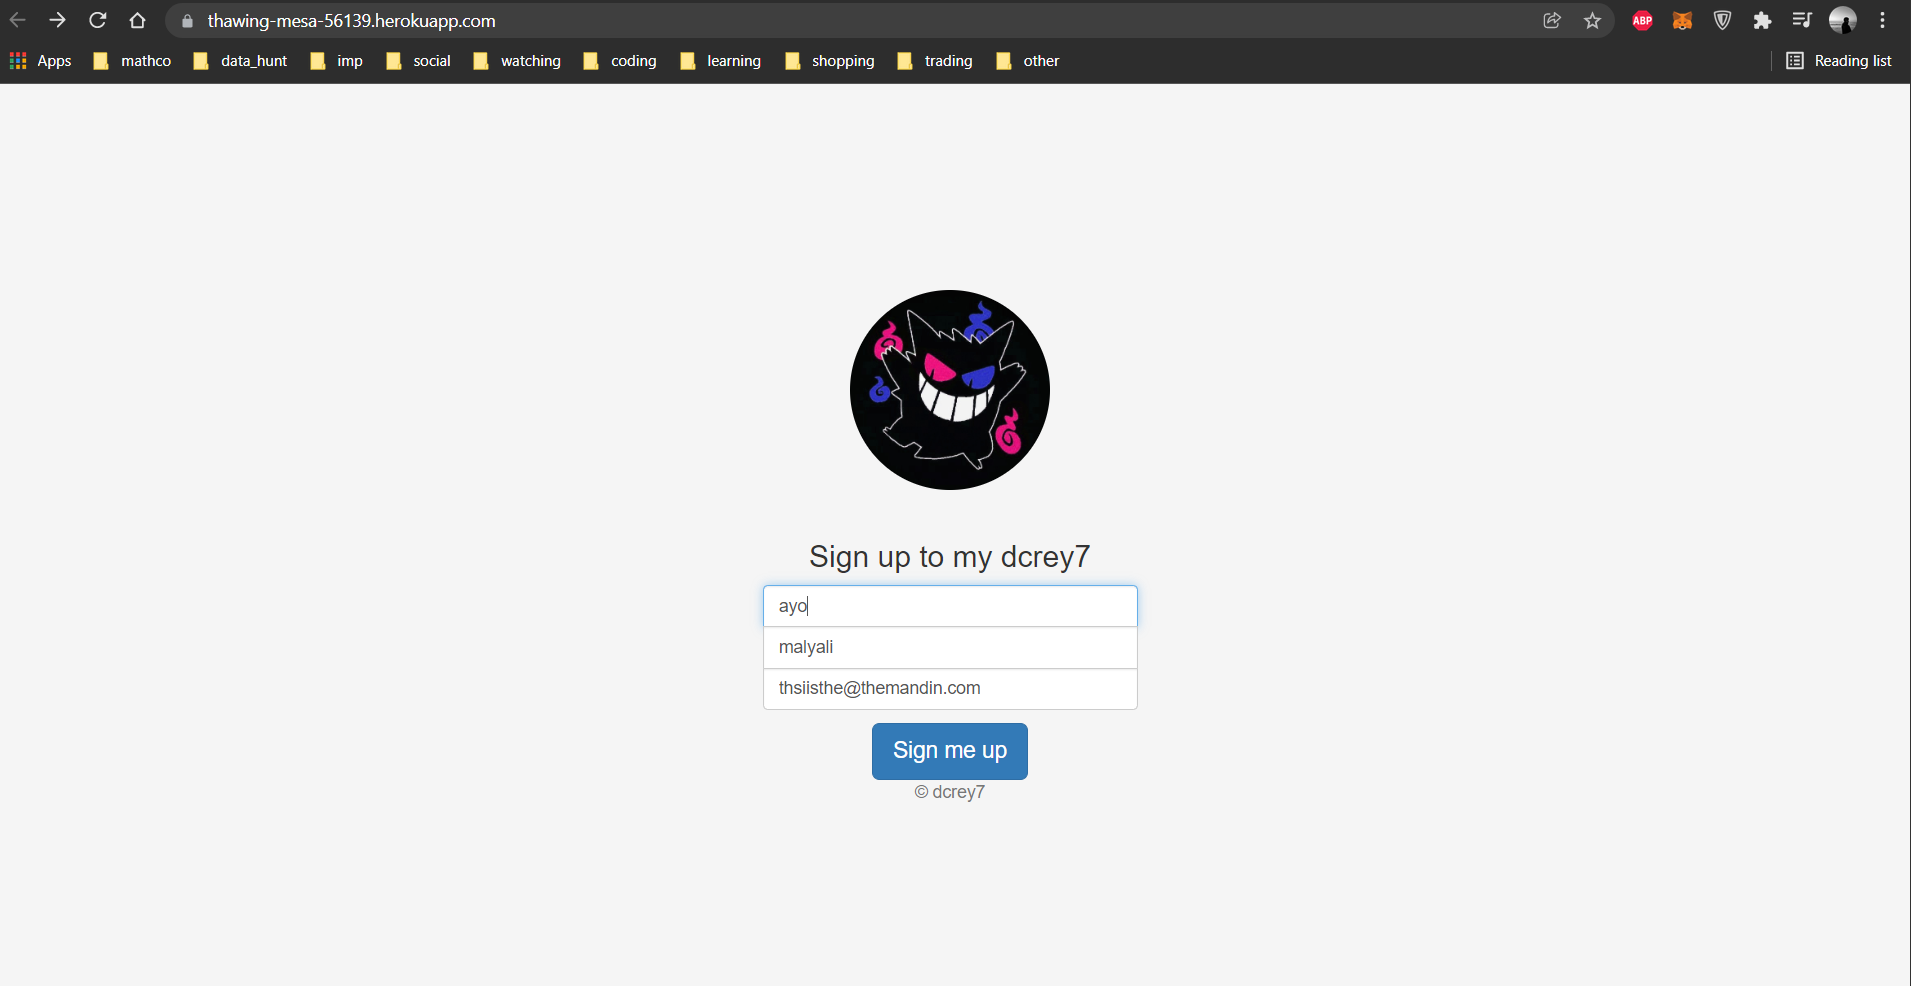 thawing-mesa-56139.herokuapp.com
ABP
Apps mathco data_hunt imp social watching coding learning shopping trading other Reading list
Sign up to my dcrey7
ayo
malyali
thsiisthe@themandin.com
Sign me up
© dcrey7